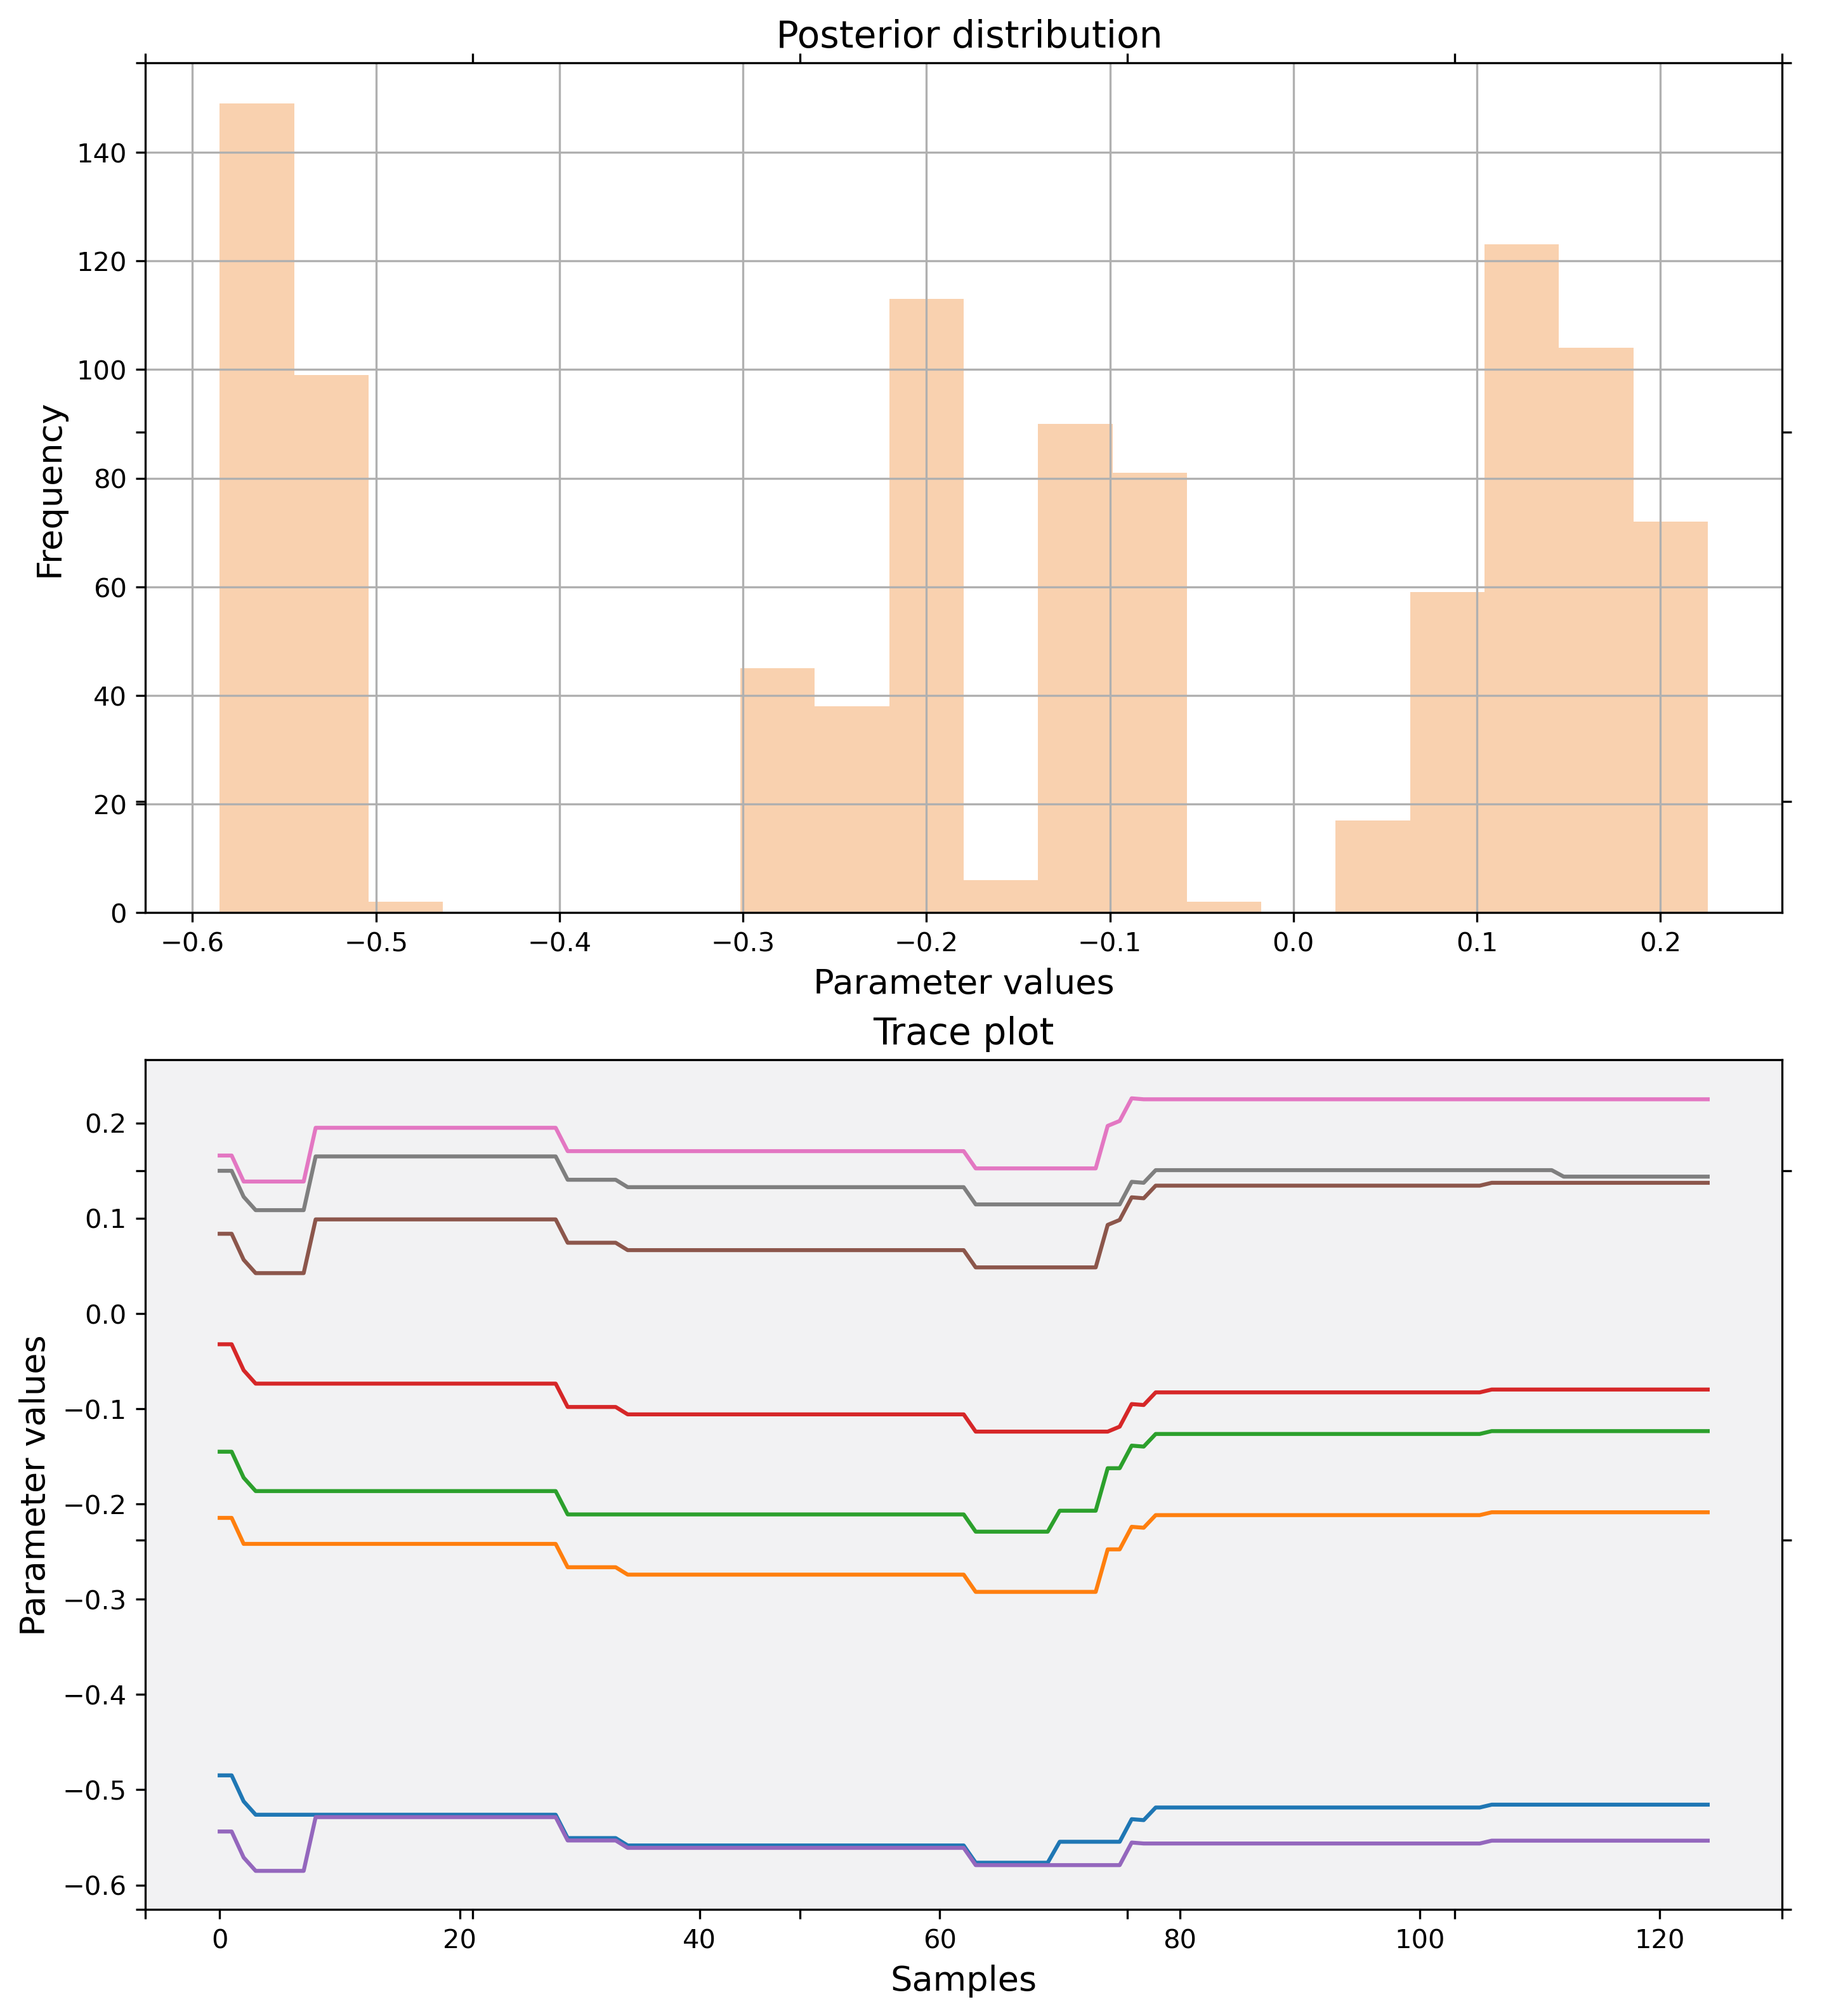 Posterior distribution
140
120
100
80
60
40
20
0
Frequency
−0.6 −0.5 −0.4 −0.3 −0.2 −0.1 0.0 0.1 0.2
Parameter values
Trace plot
0.2
0.1
0.0
−0.1
−0.2
−0.3
−0.4
−0.5
−0.6
Parameter values
0 20 40 60 80 100 120
Samples